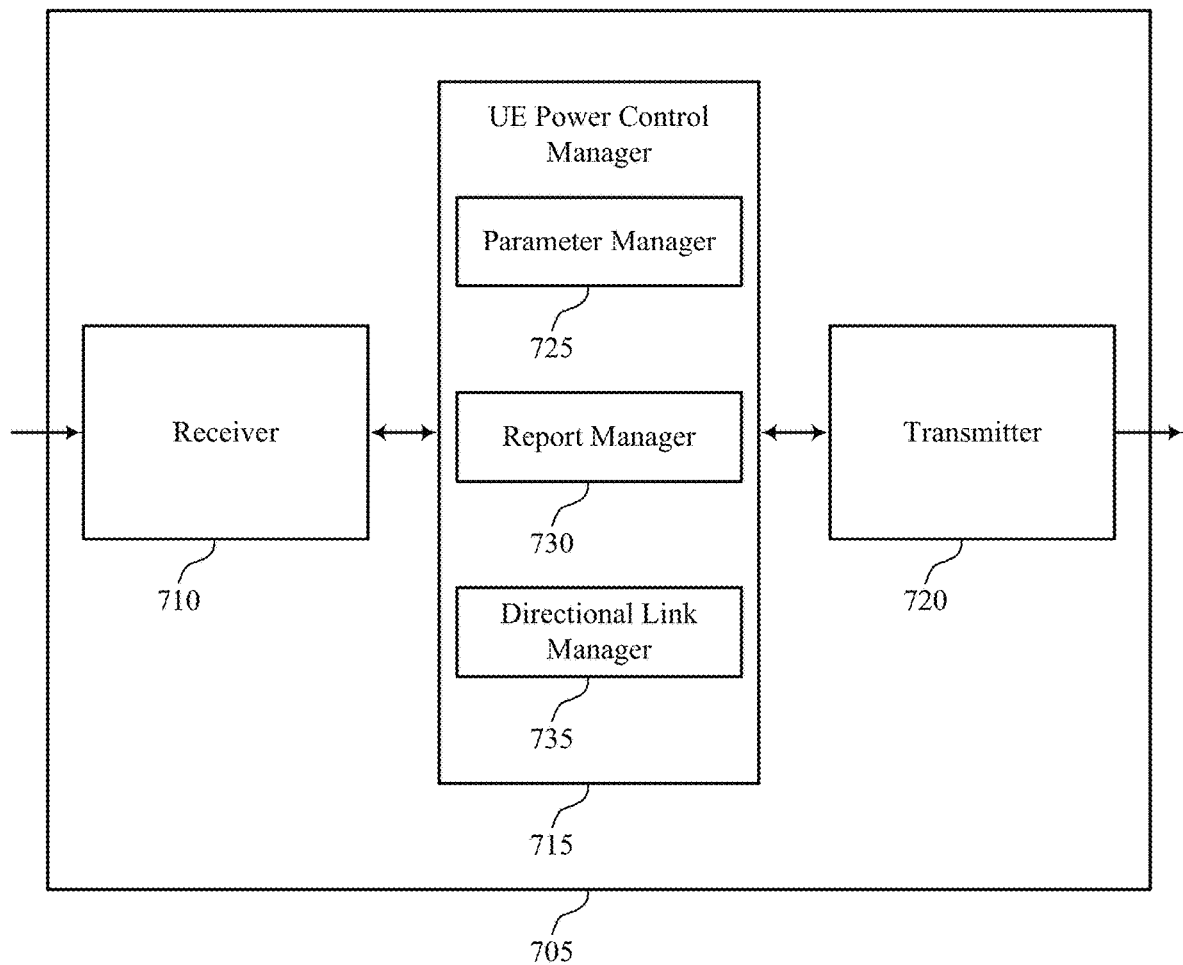 UE Power Control
Manager
Parameter Manager
725
Receiver
710
Report Manager
730
Transmitter
720
Directional Link
Manager
735
715
705